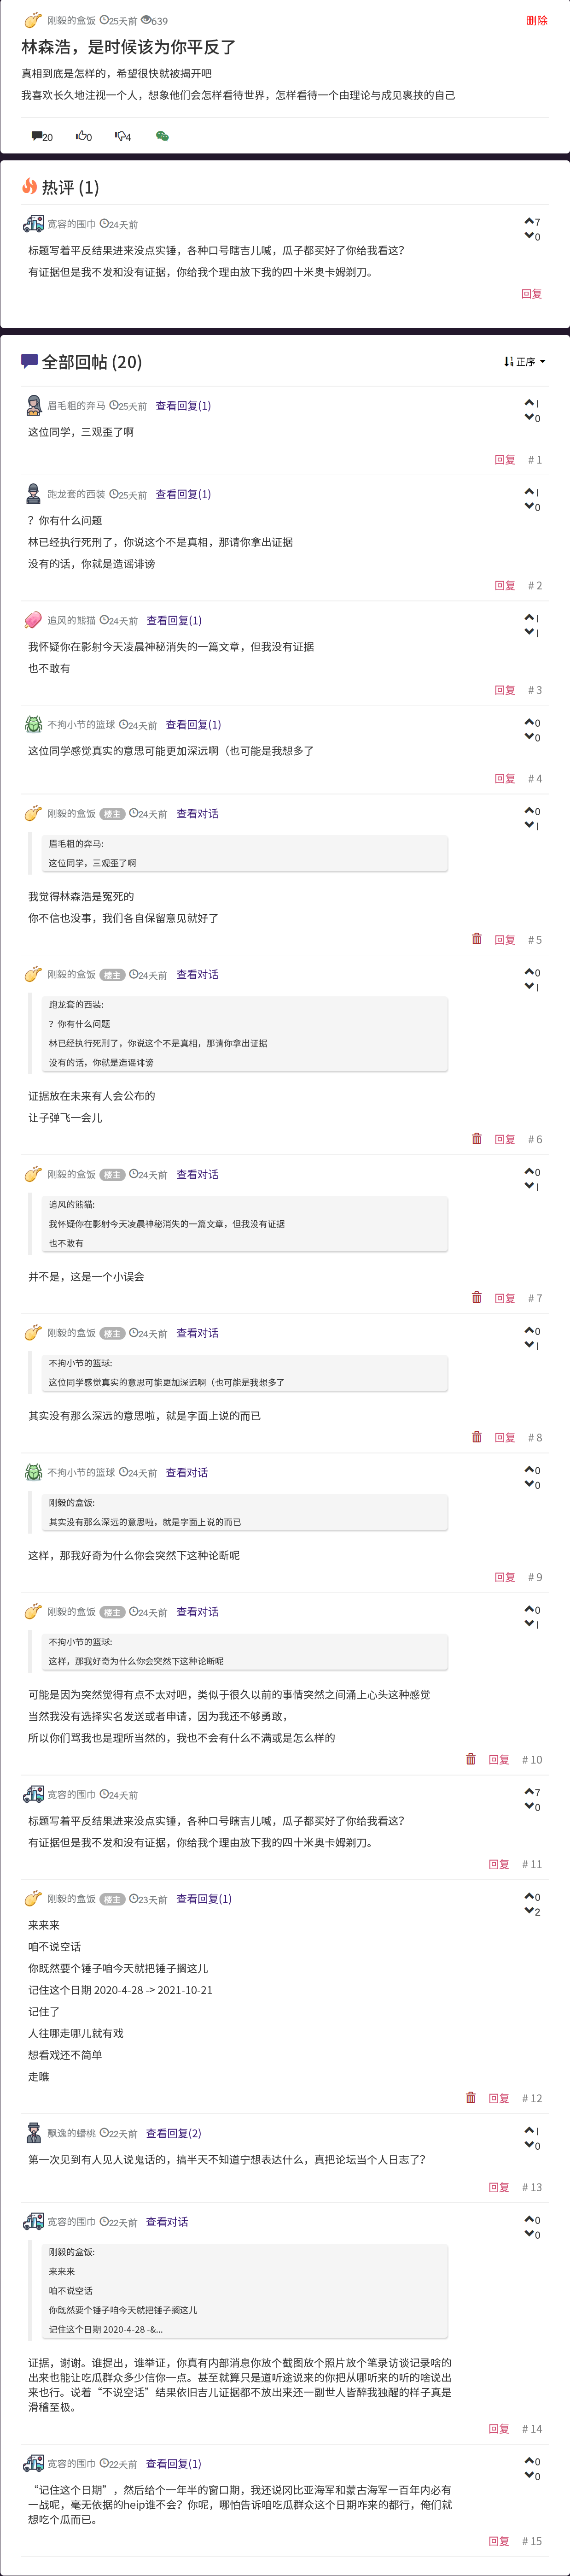 刚毅的盒饭 25天前 639 删除
林森浩，是时候该为你平反了
真相到底是怎样的，希望很快就被揭开吧
我喜欢长久地注视一个人，想象他们会怎样看待世界，怎样看待一个由理论与成见裹挟的自己
20 0 4
热评 (1)
宽容的围巾 24天前 7
0
标题写着平反结果进来没点实锤，各种口号瞎吉儿喊，瓜子都买好了你给我看这？
有证据但是我不发和没有证据，你给我个理由放下我的四十米奥卡姆剃刀。
回复
全部回帖 (20) 正序
眉毛粗的奔马 25天前 查看回复(1) 1
0
这位同学，三观歪了啊
回复 # 1
跑龙套的西装 25天前 查看回复(1) 1
0
？你有什么问题
林已经执行死刑了，你说这个不是真相，那请你拿出证据
没有的话，你就是造谣诽谤
回复 # 2
追风的熊猫 24天前 查看回复(1) 1
1
我怀疑你在影射今天凌晨神秘消失的一篇文章，但我没有证据
也不敢有
回复 # 3
不拘小节的篮球 24天前 查看回复(1) 0
0
这位同学感觉真实的意思可能更加深远啊（也可能是我想多了
回复 # 4
刚毅的盒饭 楼主 24天前 查看对话 0
1
眉毛粗的奔马:
这位同学，三观歪了啊
我觉得林森浩是冤死的
你不信也没事，我们各自保留意见就好了
回复 # 5
刚毅的盒饭 楼主 24天前 查看对话 0
1
跑龙套的西装:
？你有什么问题
林已经执行死刑了，你说这个不是真相，那请你拿出证据
没有的话，你就是造谣诽谤
证据放在未来有人会公布的
让子弹飞一会儿
回复 # 6
刚毅的盒饭 楼主 24天前 查看对话 0
1
追风的熊猫:
我怀疑你在影射今天凌晨神秘消失的一篇文章，但我没有证据
也不敢有
并不是，这是一个小误会
回复 # 7
刚毅的盒饭 楼主 24天前 查看对话 0
1
不拘小节的篮球:
这位同学感觉真实的意思可能更加深远啊（也可能是我想多了
其实没有那么深远的意思啦，就是字面上说的而已
回复 # 8
不拘小节的篮球 24天前 查看对话 0
0
刚毅的盒饭:
其实没有那么深远的意思啦，就是字面上说的而已
这样，那我好奇为什么你会突然下这种论断呢
回复 # 9
刚毅的盒饭 楼主 24天前 查看对话 0
1
不拘小节的篮球:
这样，那我好奇为什么你会突然下这种论断呢
可能是因为突然觉得有点不太对吧，类似于很久以前的事情突然之间涌上心头这种感觉
当然我没有选择实名发送或者申请，因为我还不够勇敢，
所以你们骂我也是理所当然的，我也不会有什么不满或是怎么样的
回复 # 10
宽容的围巾 24天前 7
0
标题写着平反结果进来没点实锤，各种口号瞎吉儿喊，瓜子都买好了你给我看这？
有证据但是我不发和没有证据，你给我个理由放下我的四十米奥卡姆剃刀。
回复 # 11
刚毅的盒饭 楼主 23天前 查看回复(1) 0
2
来来来
咱不说空话
你既然要个锤子咱今天就把锤子搁这儿
记住这个日期 2020-4-28 -> 2021-10-21
记住了
人往哪走哪儿就有戏
想看戏还不简单
走瞧
回复 # 12
飘逸的蟠桃 22天前 查看回复(2) 1
0
第一次见到有人见人说鬼话的，搞半天不知道宁想表达什么，真把论坛当个人日志了？
回复 # 13
宽容的围巾 22天前 查看对话 0
0
刚毅的盒饭:
来来来
咱不说空话
你既然要个锤子咱今天就把锤子搁这儿
记住这个日期 2020-4-28 -&...
证据，谢谢。谁提出，谁举证，你真有内部消息你放个截图放个照片放个笔录访谈记录啥的
出来也能让吃瓜群众多少信你一点。甚至就算只是道听途说来的你把从哪听来的听的啥说出
来也行。说着“不说空话”结果依旧吉儿证据都不放出来还一副世人皆醉我独醒的样子真是
滑稽至极。
回复 # 14
宽容的围巾 22天前 查看回复(1) 0
0
“记住这个日期”，然后给个一年半的窗口期，我还说冈比亚海军和蒙古海军一百年内必有
一战呢，毫无依据的heip谁不会？你呢，哪怕告诉咱吃瓜群众这个日期咋来的都行，俺们就
想吃个瓜而已。
回复 # 15